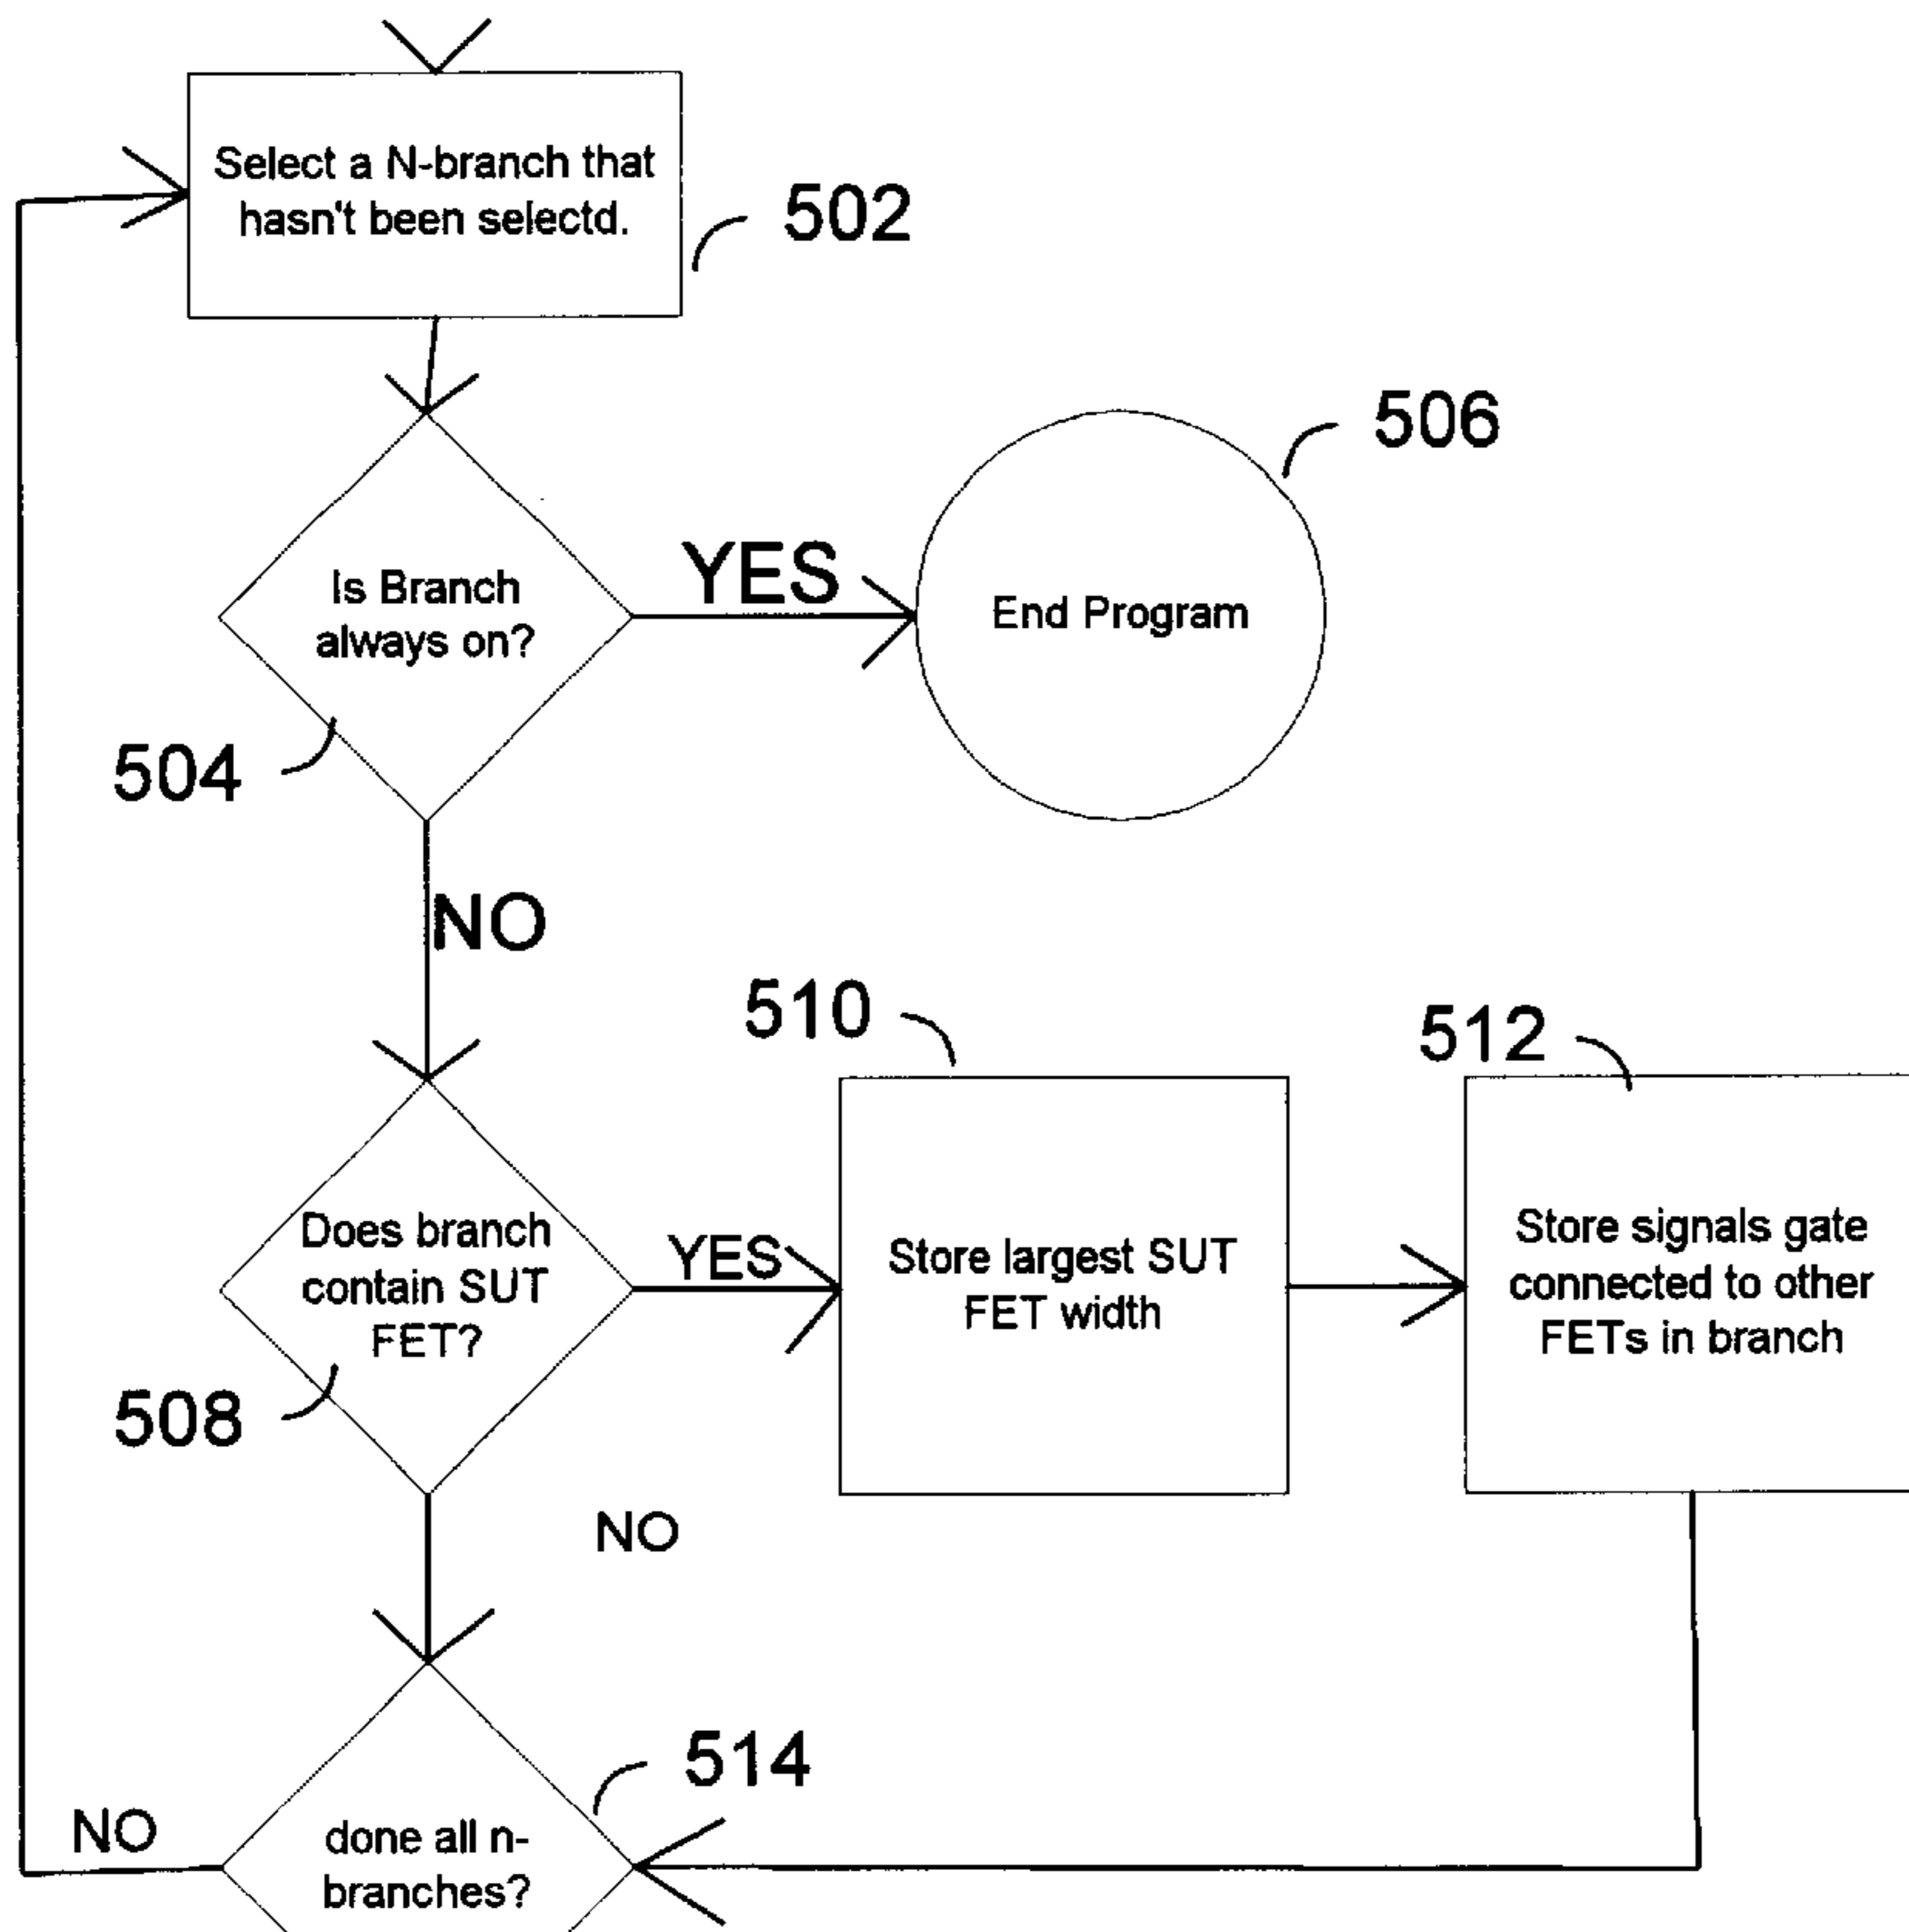 Select a N-branch that
hasn't been selectd.
502
Is Branch
always on?
504
YES
End Program
506
NO
Does branch
contain SUT
FET?
508
YES
510
Store largest SUT
FET width
512
Store signals gate
connected to other
FETs in branch
NO
514
done all n-
branches?
NO